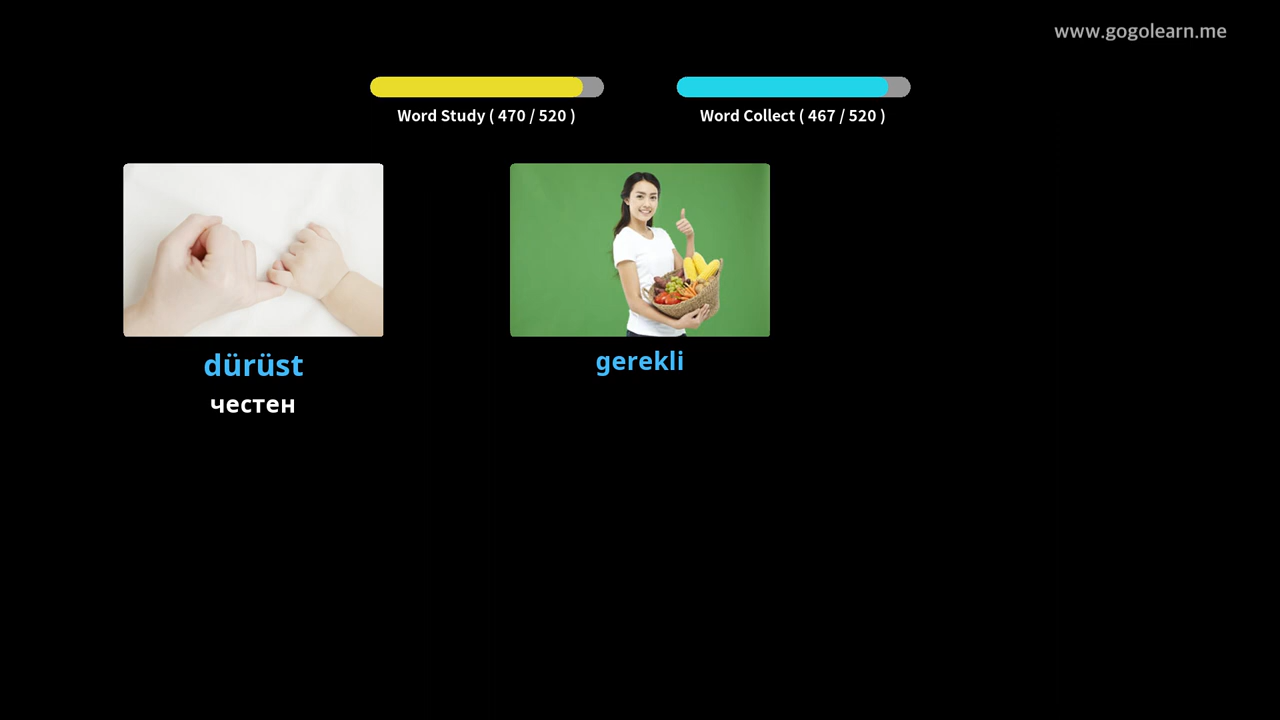 www.gogolearn.me
Word Study ( 470 / 520 )
Word Collect ( 467 / 520 )
dürüst
честен
gerekli